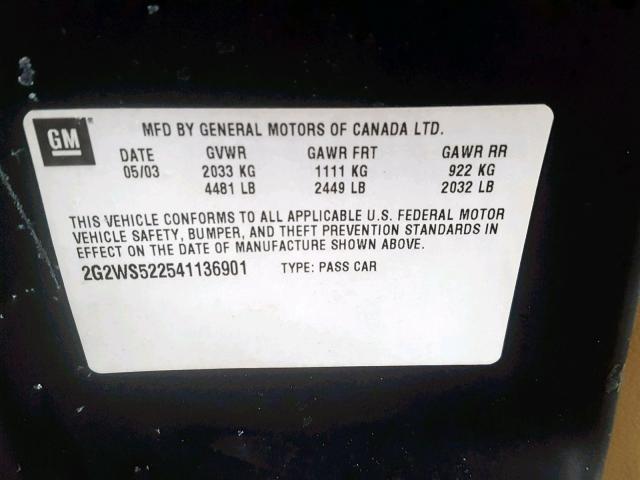 GM
MFD BY GENERAL MOTORS OF CANADA LTD.
DATE GVWR GAWR FRT GAWR RR
05/03 2033 KG 1111 KG 922 KG
4481 LB 2449 LB 2032 LB
THIS VEHICLE CONFORMS TO ALL APPLICABLE U.S. FEDERAL MOTOR
VEHICLE SAFETY, BUMPER, AND THEFT PREVENTION STANDARDS IN
EFFECT ON THE DATE OF MANUFACTURE SHOWN ABOVE.
2G2WS522541136901 TYPE: PASS CAR